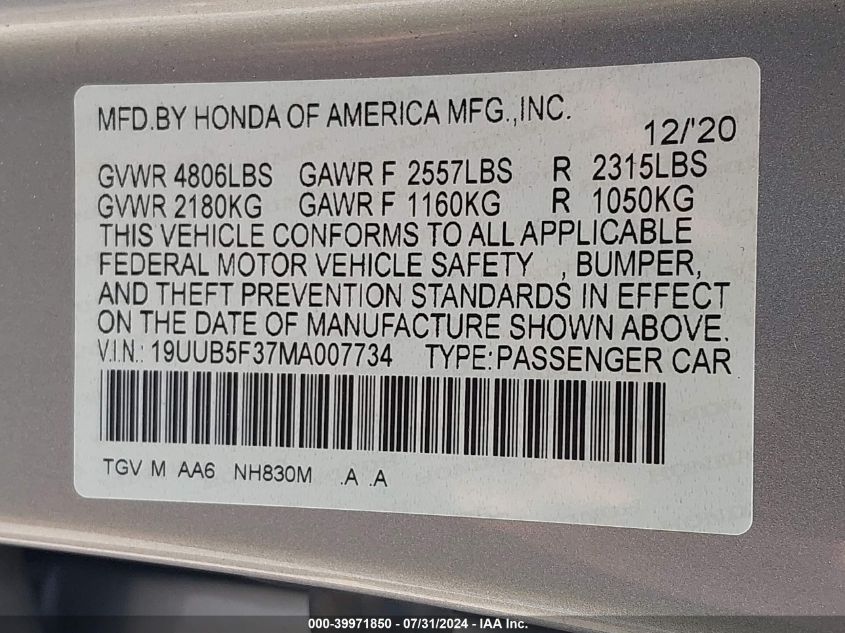 MFD.BY HONDA OF AMERICA MFG.,INC.
12/'20
GVWR 4806LBS GAWR F 2557LBS R 2315LBS
GVWR 2180KG GAWR F 1160KG R 1050KG
THIS VEHICLE CONFORMS TO ALL APPLICABLE
FEDERAL MOTOR VEHICLE SAFETY , BUMPER,
AND THEFT PREVENTION STANDARDS IN EFFECT
ON THE DATE OF MANUFACTURE SHOWN ABOVE.
V.I.N.: 19UUB5F37MA007734 TYPE:PASSENGER CAR
TGV M AA6 NH830M .A .A
000-39971850 / 07/31/2024 - IAA Inc.